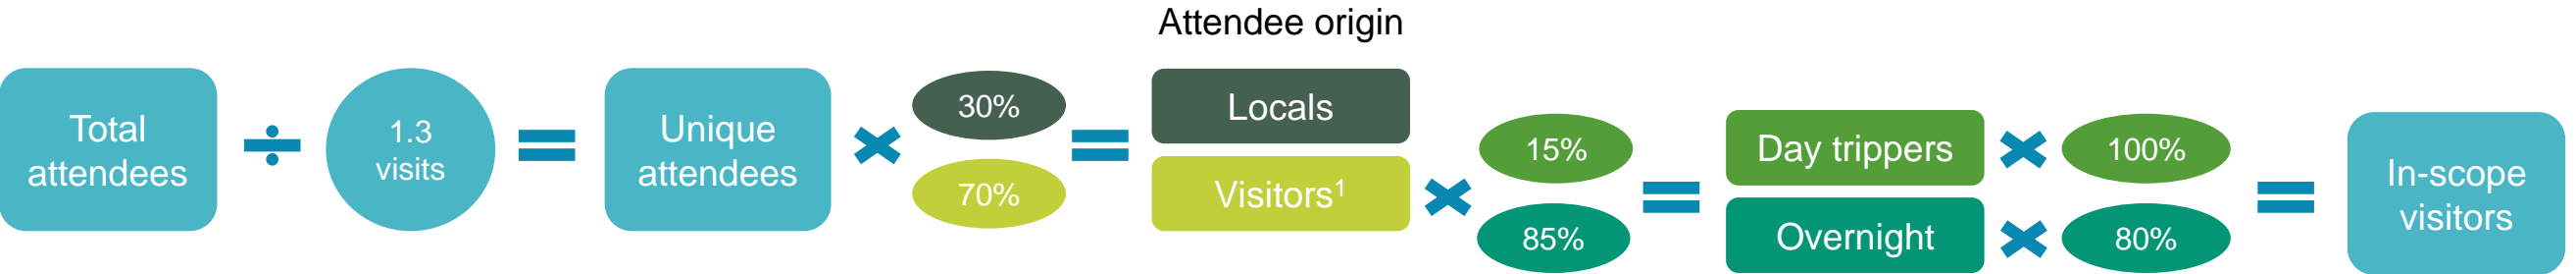 Attendee origin
Total
attendees
÷
1.3
visits
=
Unique
attendees
×
30%
70%
=
Locals
Visitors¹
×
15%
85%
=
Day trippers
×
100%
Overnight
×
80%
=
In-scope
visitors